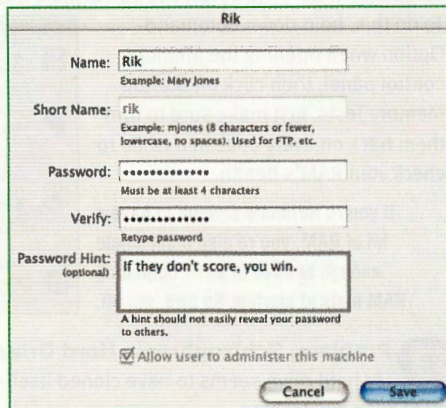 Rik
Name: Rik
Example: Mary Jones
Short Name: rik
Example: mjones (8 characters or fewer,
lowercase, no spaces). Used for FTP, etc.
Password: •••••••••••••
Must be at least 4 characters
Verify: •••••••••••••
Retype password
Password Hint:
(optional)
If they don't score, you win.
A hint should not easily reveal your password
to others.
Allow user to administer this machine
Cancel Save